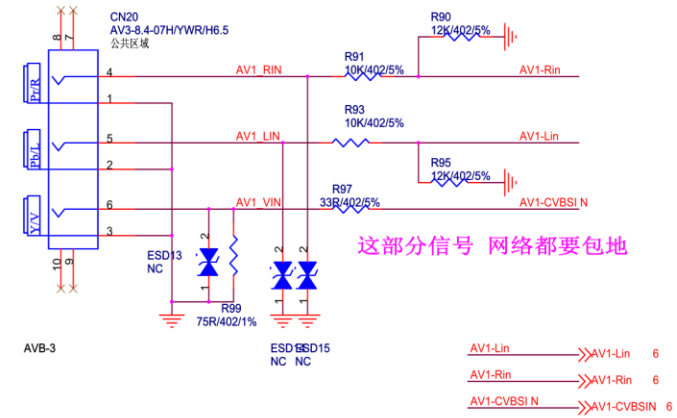 CN20
AV3-8.4-07H/YWR/H6.5
公共区域
8
7
R90
12K/402/5%
R91
10K/402/5%
Pr/R
4
AV1_RIN
AV1-Rin
1
R93
10K/402/5%
Pb/L
5
AV1_LIN
AV1-Lin
2
R95
12K/402/5%
R97
33R/402/5%
Y/V
6
AV1_VIN
AV1-CVBSI N
3
这部分信号 网络都要包地
2
2
2
ESD13
NC
10
9
1
1
1
R99
75R/402/1%
AVB-3
ESD14
NC
ESD15
NC
AV1-Lin
AV1-Lin 6
AV1-Rin
AV1-Rin 6
AV1-CVBSI N
AV1-CVBSIN 6